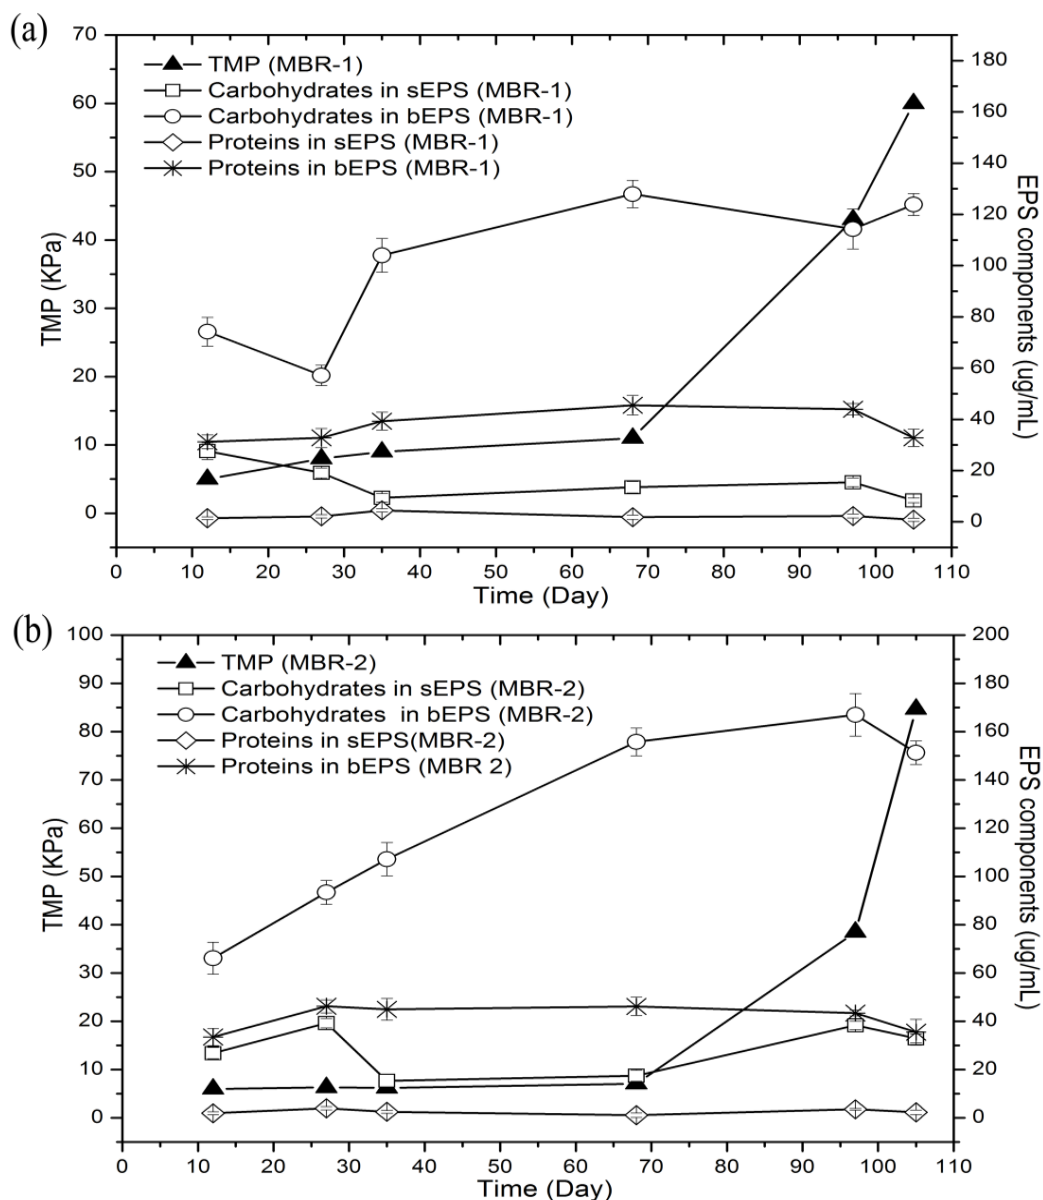 (a)
70
60
50
40
30
20
10
0
TMP (KPa)
TMP (MBR-1)
Carbohydrates in sEPS (MBR-1)
Carbohydrates in bEPS (MBR-1)
Proteins in sEPS (MBR-1)
Proteins in bEPS (MBR-1)
180
160
140
120
100
80
60
40
20
0
EPS components (ug/mL)
0 10 20 30 40 50 60 70 80 90 100 110
Time (Day)
(b)
100
90
80
70
60
50
40
30
20
10
0
TMP (KPa)
TMP (MBR-2)
Carbohydrates in sEPS (MBR-2)
Carbohydrates in bEPS (MBR-2)
Proteins in sEPS(MBR-2)
Proteins in bEPS (MBR 2)
200
180
160
140
120
100
80
60
40
20
0
EPS components (ug/mL)
0 10 20 30 40 50 60 70 80 90 100 110
Time (Day)